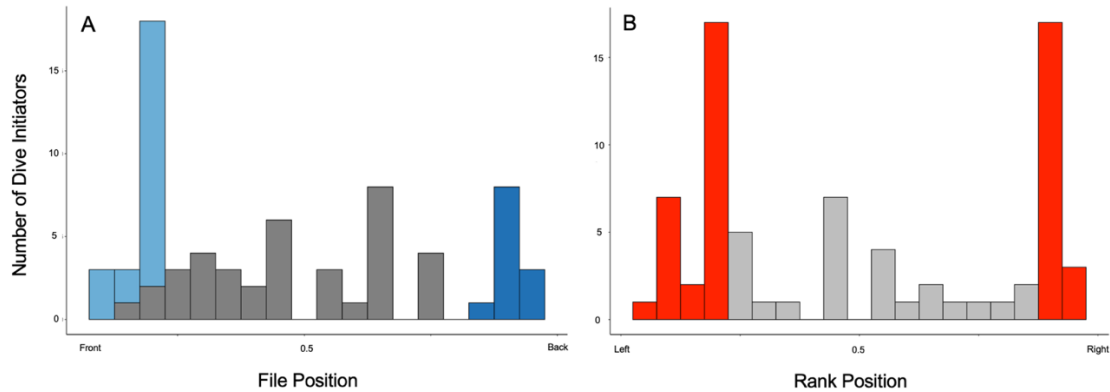 A
Number of Dive Initiators
15
10
5
0
Front
0.5
Back
File Position
B
15
10
5
0
Left
0.5
Right
Rank Position